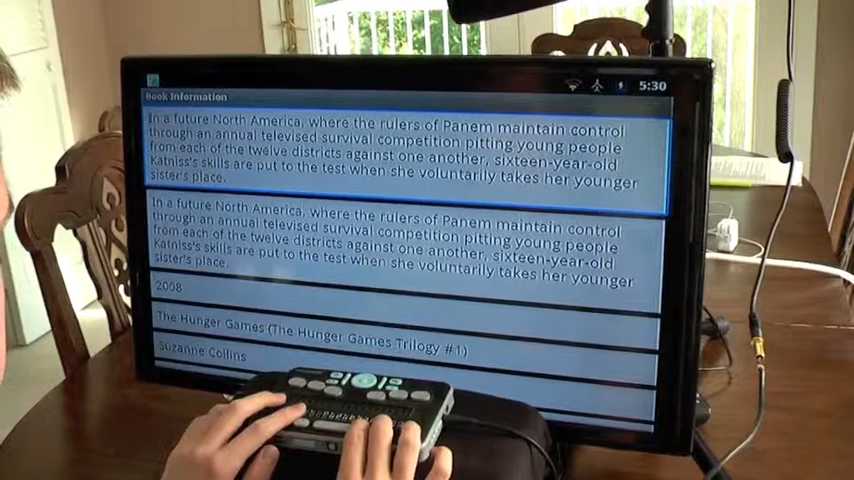 5:30
Book Information
In a future North America, where the rulers of Panem maintain control
through an annual televised survival competition pitting young people
from each of the twelve districts against one another, sixteen-year-old
Katniss's skills are put to the test when she voluntarily takes her younger
sister's place.
In a future North America, where the rulers of Panem maintain control
through an annual televised survival competition pitting young people
from each of the twelve districts against one another, sixteen-year-old
Katniss's skills are put to the test when she voluntarily takes her younger
sister's place.
2008
The Hunger Games (The Hunger Games Trilogy #1)
Suzanne Collins